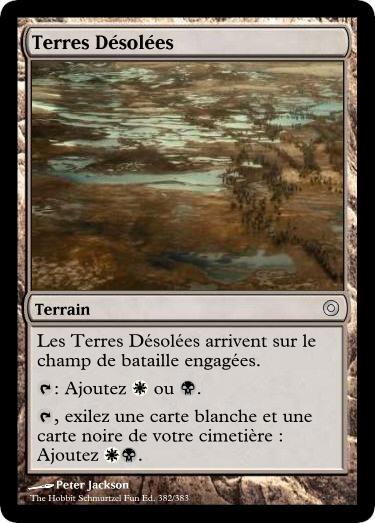 Terres Désolées
Terrain
Les Terres Désolées arrivent sur le
champ de bataille engagées.
: Ajoutez ou .
, exilez une carte blanche et une
carte noire de votre cimetière :
Ajoutez .
Peter Jackson
The Hobbit Schmurtzel Fun Ed. 382/383